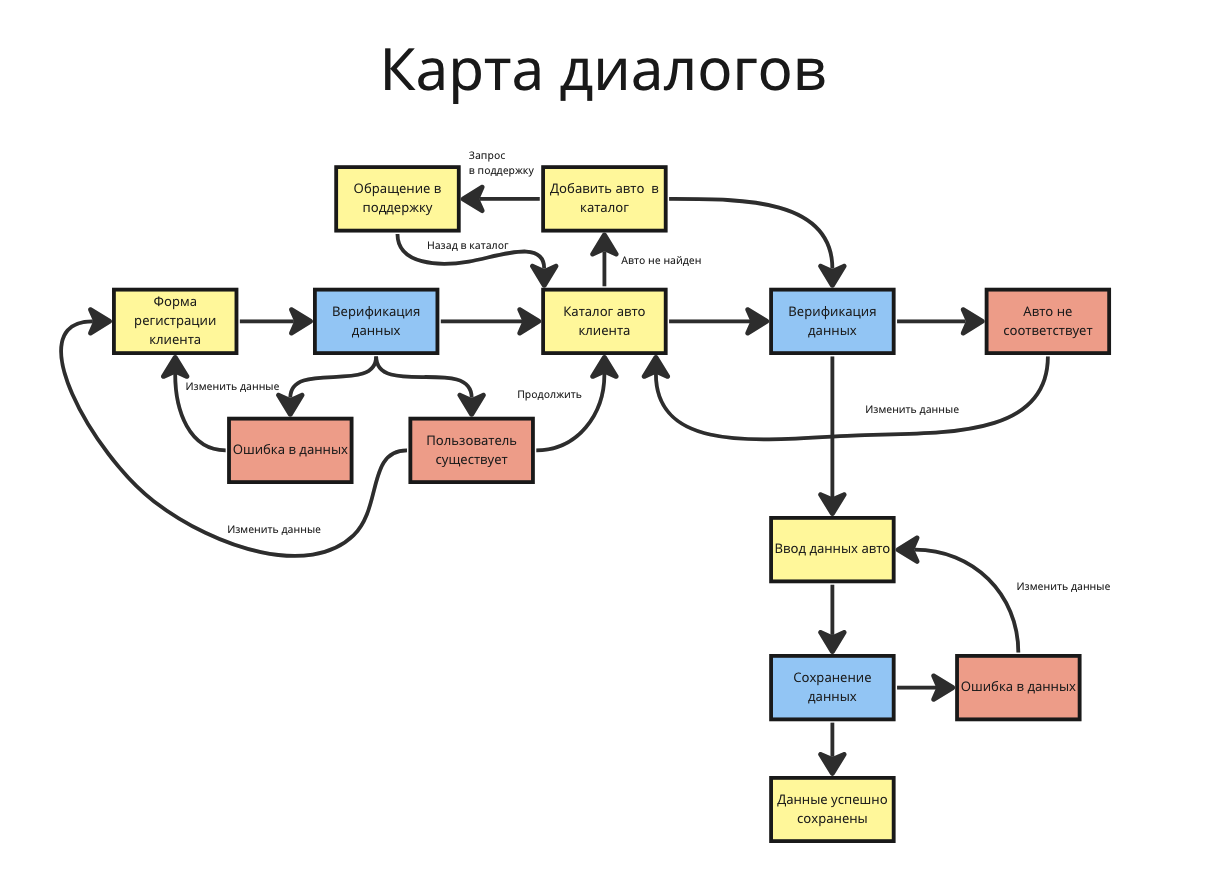 Карта диалогов
Запрос
в поддержку
Обращение в
поддержку
Добавить авто в
каталог
Назад в каталог
Авто не найден
Форма
регистрации
клиента
Верификация
данных
Каталог авто
клиента
Верификация
данных
Авто не
соответствует
Изменить данные
Продолжить
Изменить данные
Ошибка в данных
Пользователь
существует
Изменить данные
Ввод данных авто
Изменить данные
Сохранение
данных
Ошибка в данных
Данные успешно
сохранены